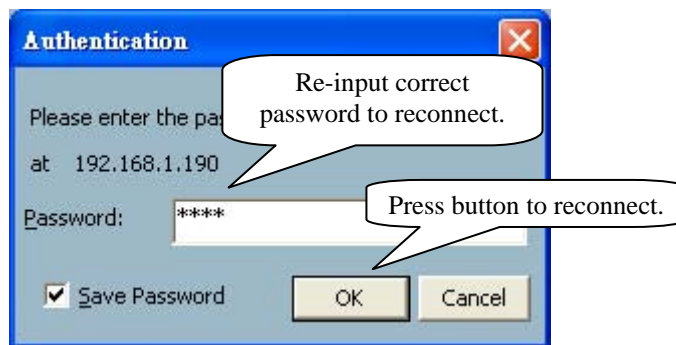 Authentication
Re-input correct
password to reconnect.
Please enter the
at 192.168.1.190
Press button to reconnect.
Password: ****
Save Password
OK Cancel